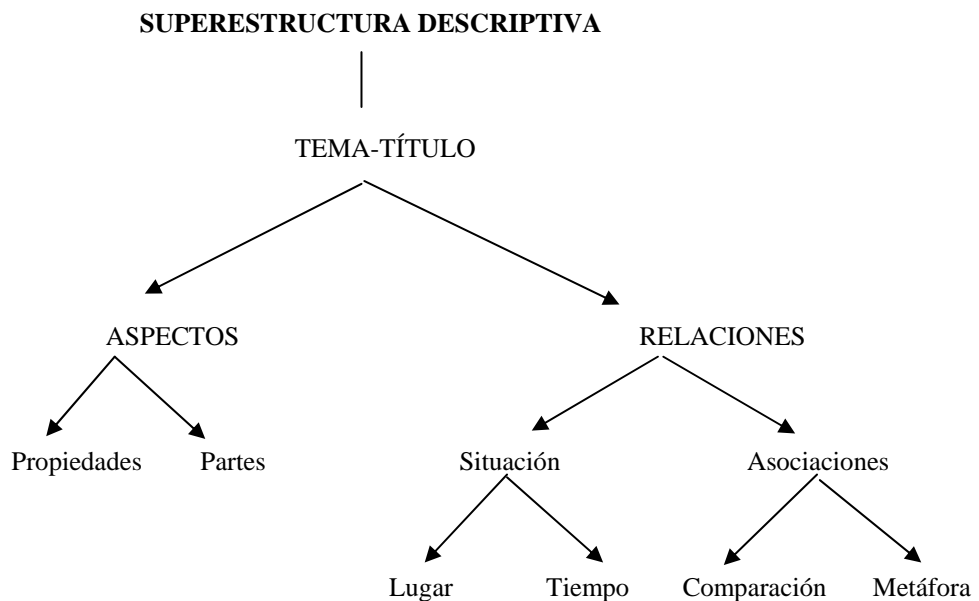 SUPERESTRUCTURA DESCRIPTIVA
TEMA-TÍTULO
ASPECTOS RELACIONES
Propiedades Partes Situación Asociaciones
Lugar Tiempo Comparación Metáfora